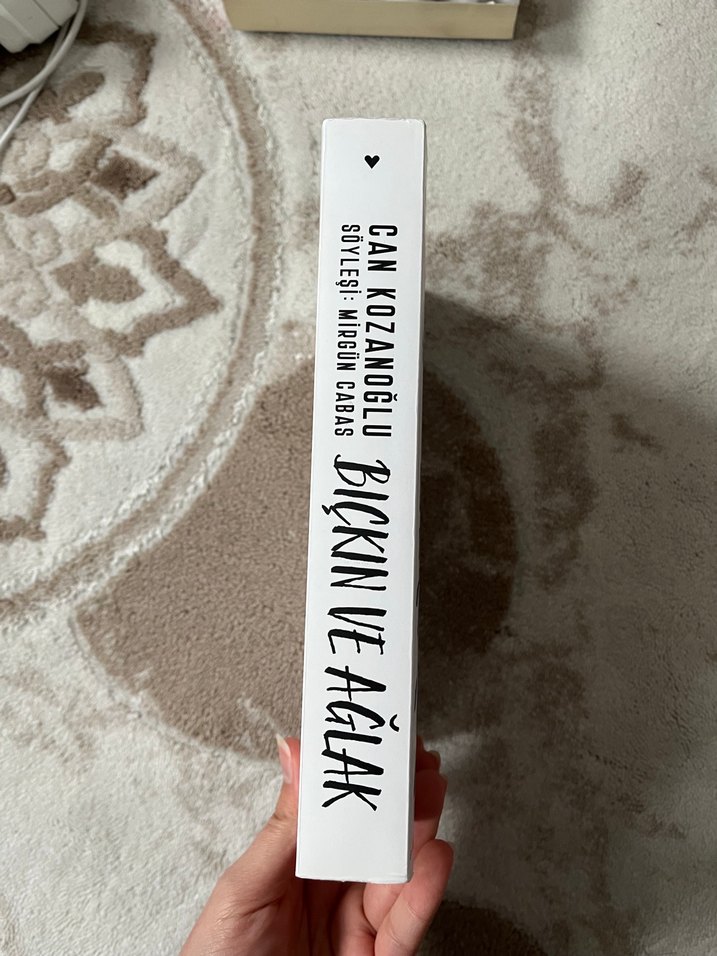 CAN KOZANOĞLU
SÖYLEŞİ: MİRGÜN CABAS
BIÇKIN VE AĞLAK